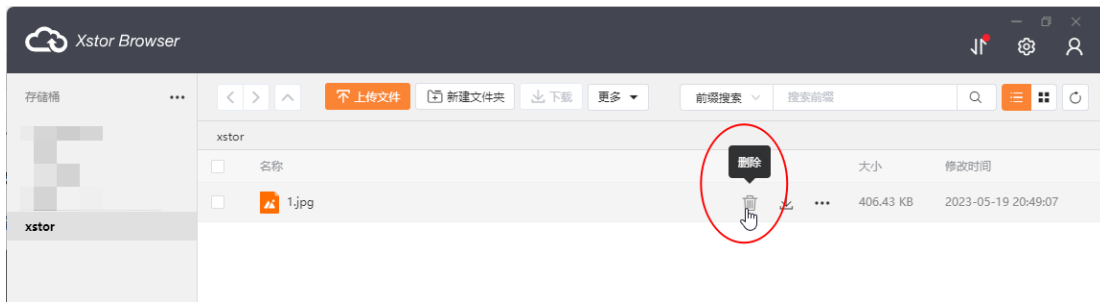 Xstor Browser
存储桶
上传文件 新建文件夹 下载 更多 前缀搜索 搜索前缀
xstor
名称 删除 大小 修改时间
1.jpg 406.43 KB 2023-05-19 20:49:07
xstor